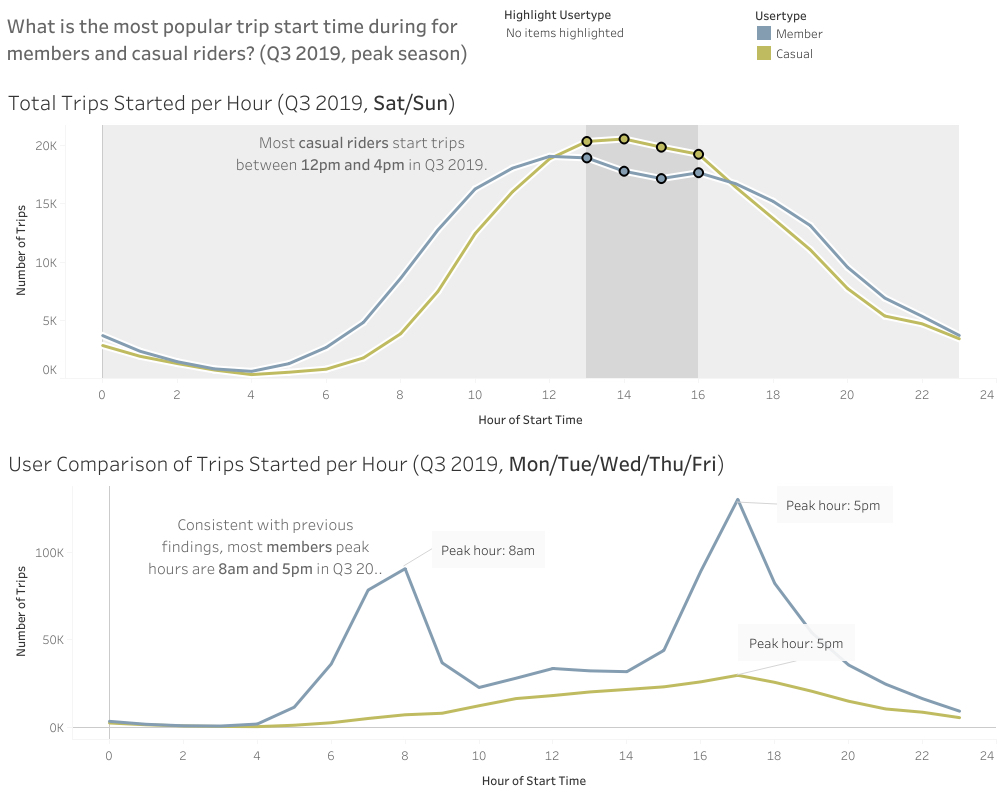 What is the most popular trip start time during for
members and casual riders? (Q3 2019, peak season)
Highlight Usertype
No items highlighted
Usertype
Member
Casual
Total Trips Started per Hour (Q3 2019, Sat/Sun)
Most casual riders start trips
between 12pm and 4pm in Q3 2019.
Number of Trips
20K
15K
10K
5K
0K
0 2 4 6 8 10 12 14 16 18 20 22 24
Hour of Start Time
User Comparison of Trips Started per Hour (Q3 2019, Mon/Tue/Wed/Thu/Fri)
Consistent with previous
findings, most members peak
hours are 8am and 5pm in Q3 20..
Peak hour: 8am
Peak hour: 5pm
Peak hour: 5pm
Number of Trips
100K
50K
0K
0 2 4 6 8 10 12 14 16 18 20 22 24
Hour of Start Time